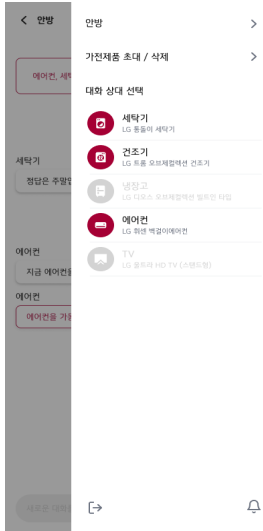 안방
안방
가전제품 초대 / 삭제
에어컨, 세탁
대화 상대 선택
세탁기
LG 통돌이 세탁기
건조기
LG 트롬 오브제컬렉션 건조기
세탁기
정답은 주말인
냉장고
LG 디오스 오브제컬렉션 빌트인 타입
에어컨
LG 휘센 벽걸이에어컨
에어컨
지금 에어컨을
TV
LG 울트라 HD TV (스탠드형)
에어컨
에어컨을 가동
새로운 대화